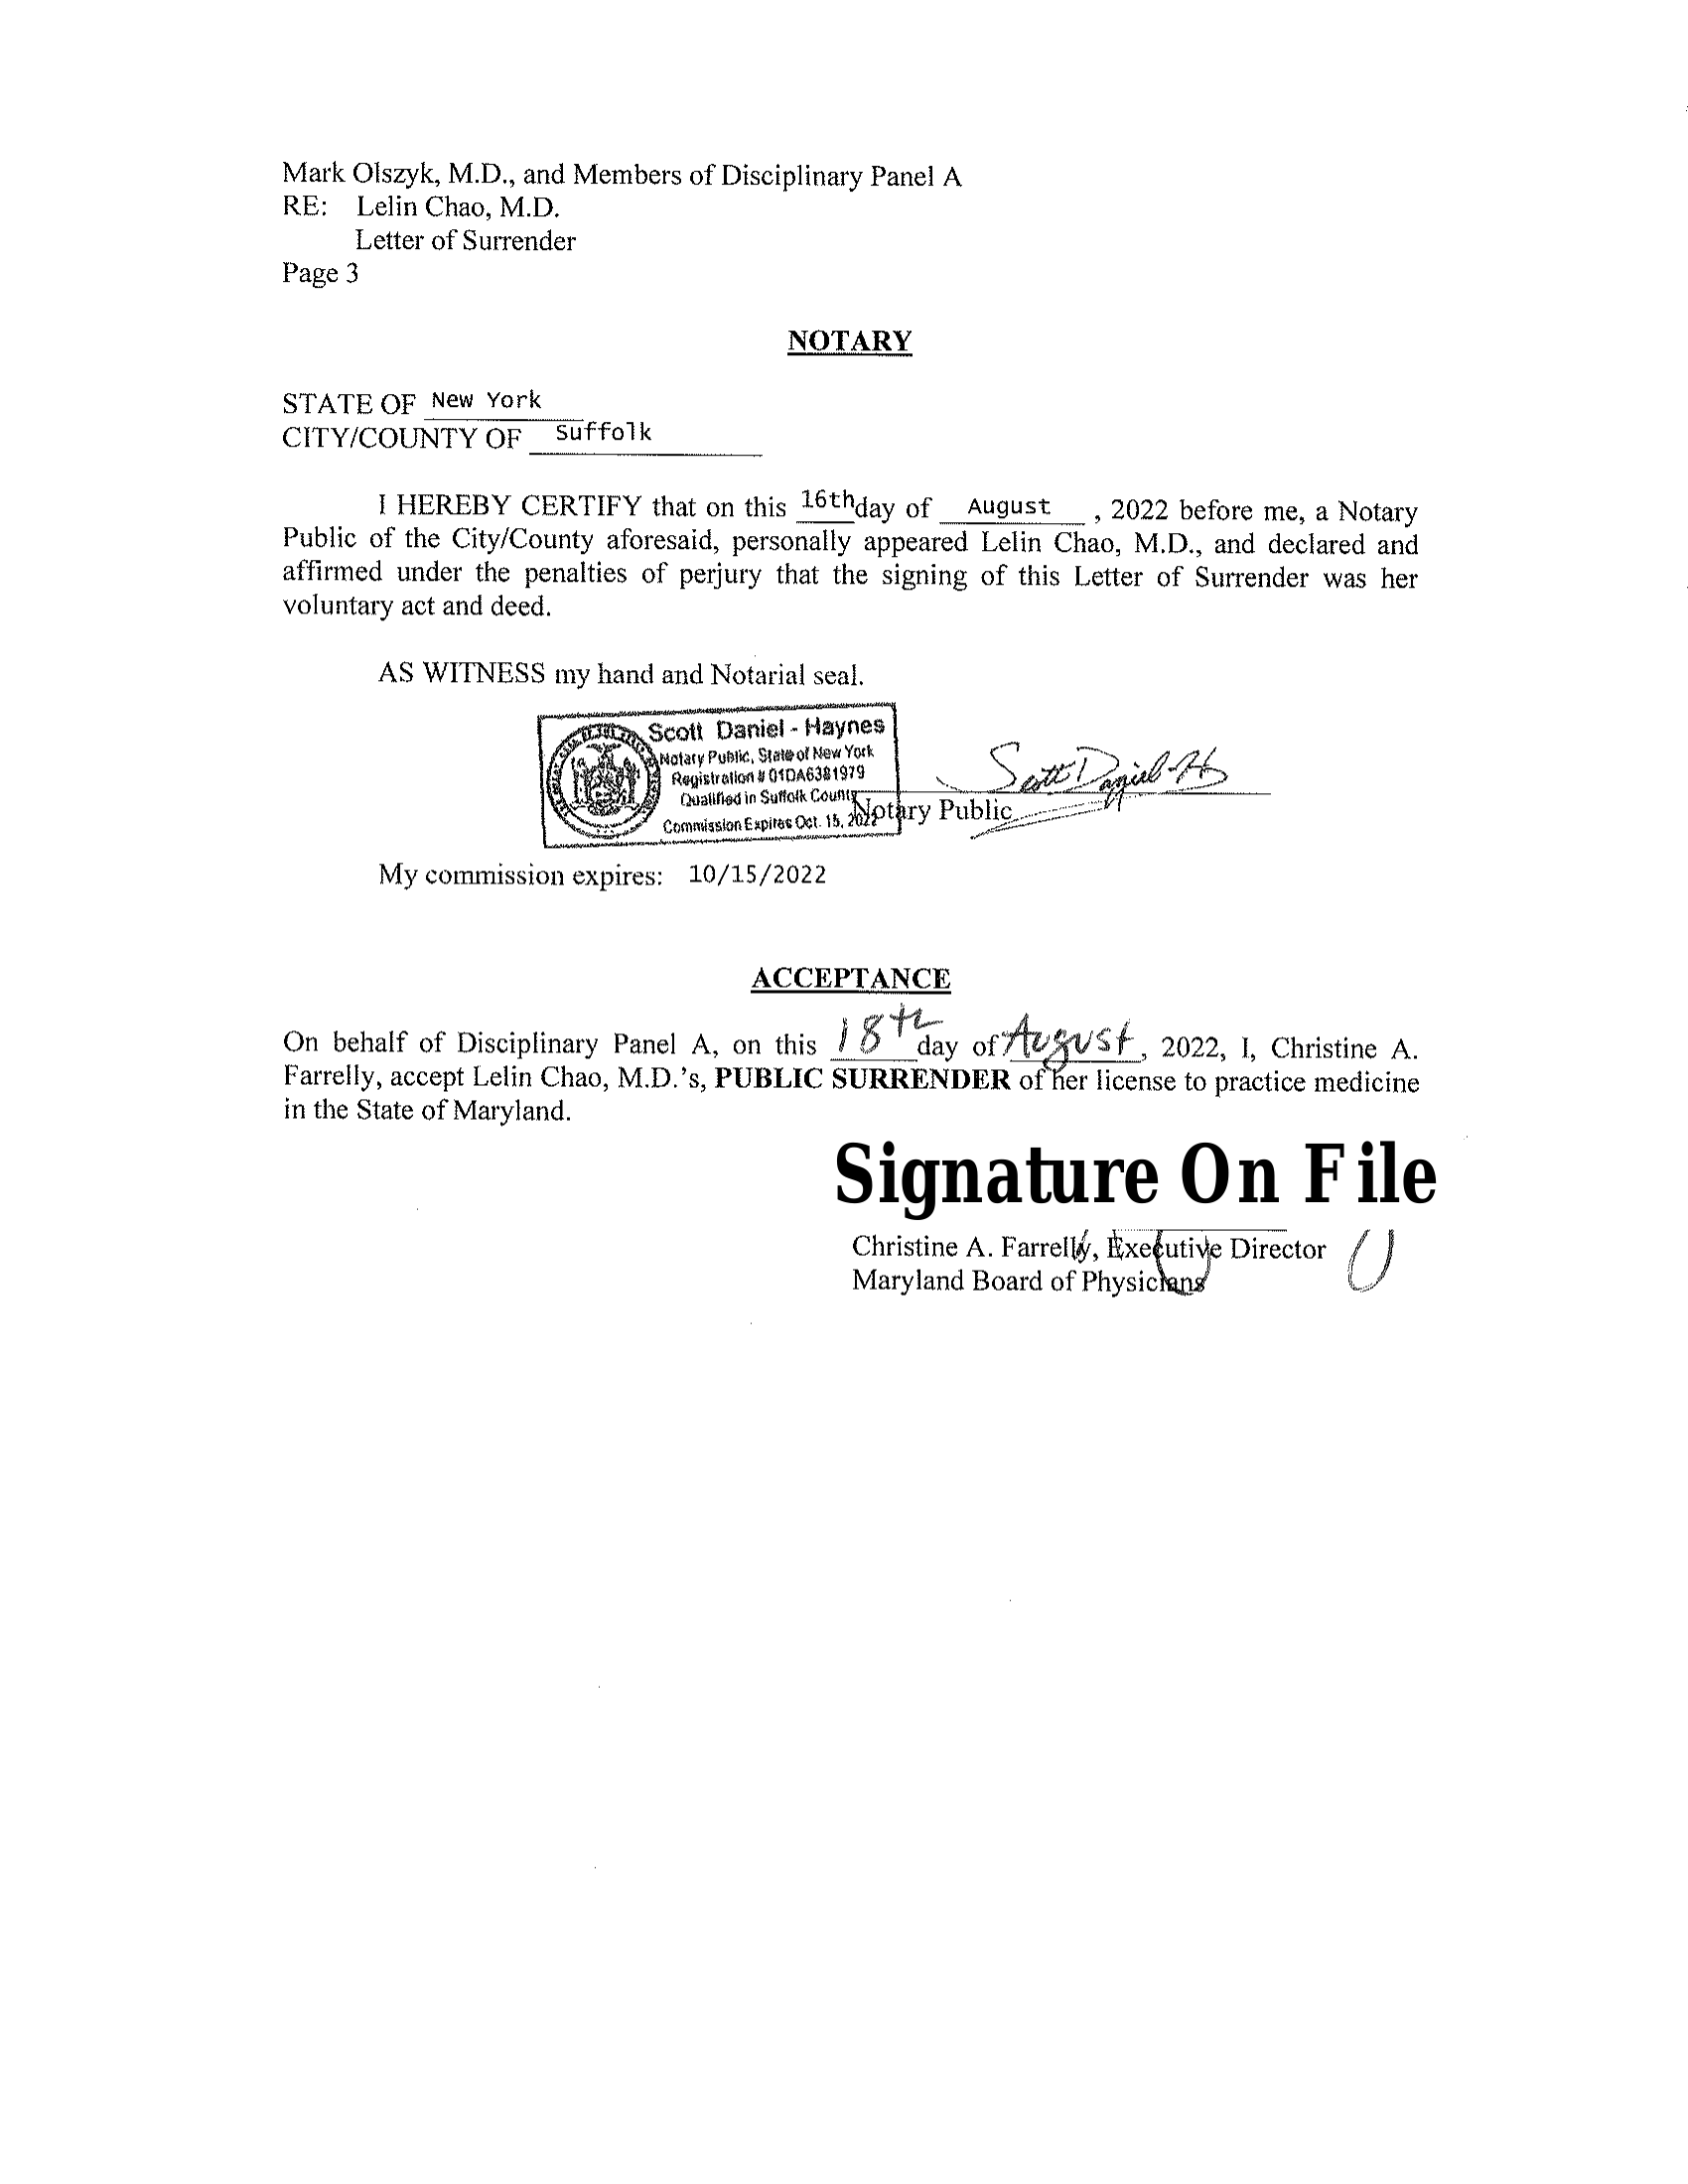 Mark Olszyk, M.D., and Members of Disciplinary Panel A
RE: Lelin Chao, M.D.
Letter of Surrender
Page 3
NOTARY
STATE OF New York
CITY/COUNTY OF Suffolk
I HEREBY CERTIFY that on this 16th day of August, 2022 before me, a Notary
Public of the City/County aforesaid, personally appeared Lelin Chao, M.D., and declared and
affirmed under the penalties of perjury that the signing of this Letter of Surrender was her
voluntary act and deed.
AS WITNESS my hand and Notarial seal.
Scott Daniel - Haynes
Notary Public, State of New York
Registration # 01DA6381979
Qualified in Suffolk County
Commission Expires Oct. 15, 2022
Scott Daniel-H
Notary Public
My commission expires: 10/15/2022
ACCEPTANCE
On behalf of Disciplinary Panel A, on this 18th day of August, 2022, I, Christine A.
Farrelly, accept Lelin Chao, M.D.'s, PUBLIC SURRENDER of her license to practice medicine
in the State of Maryland.
Signature On File
Christine A. Farrelly, Executive Director
Maryland Board of Physicians